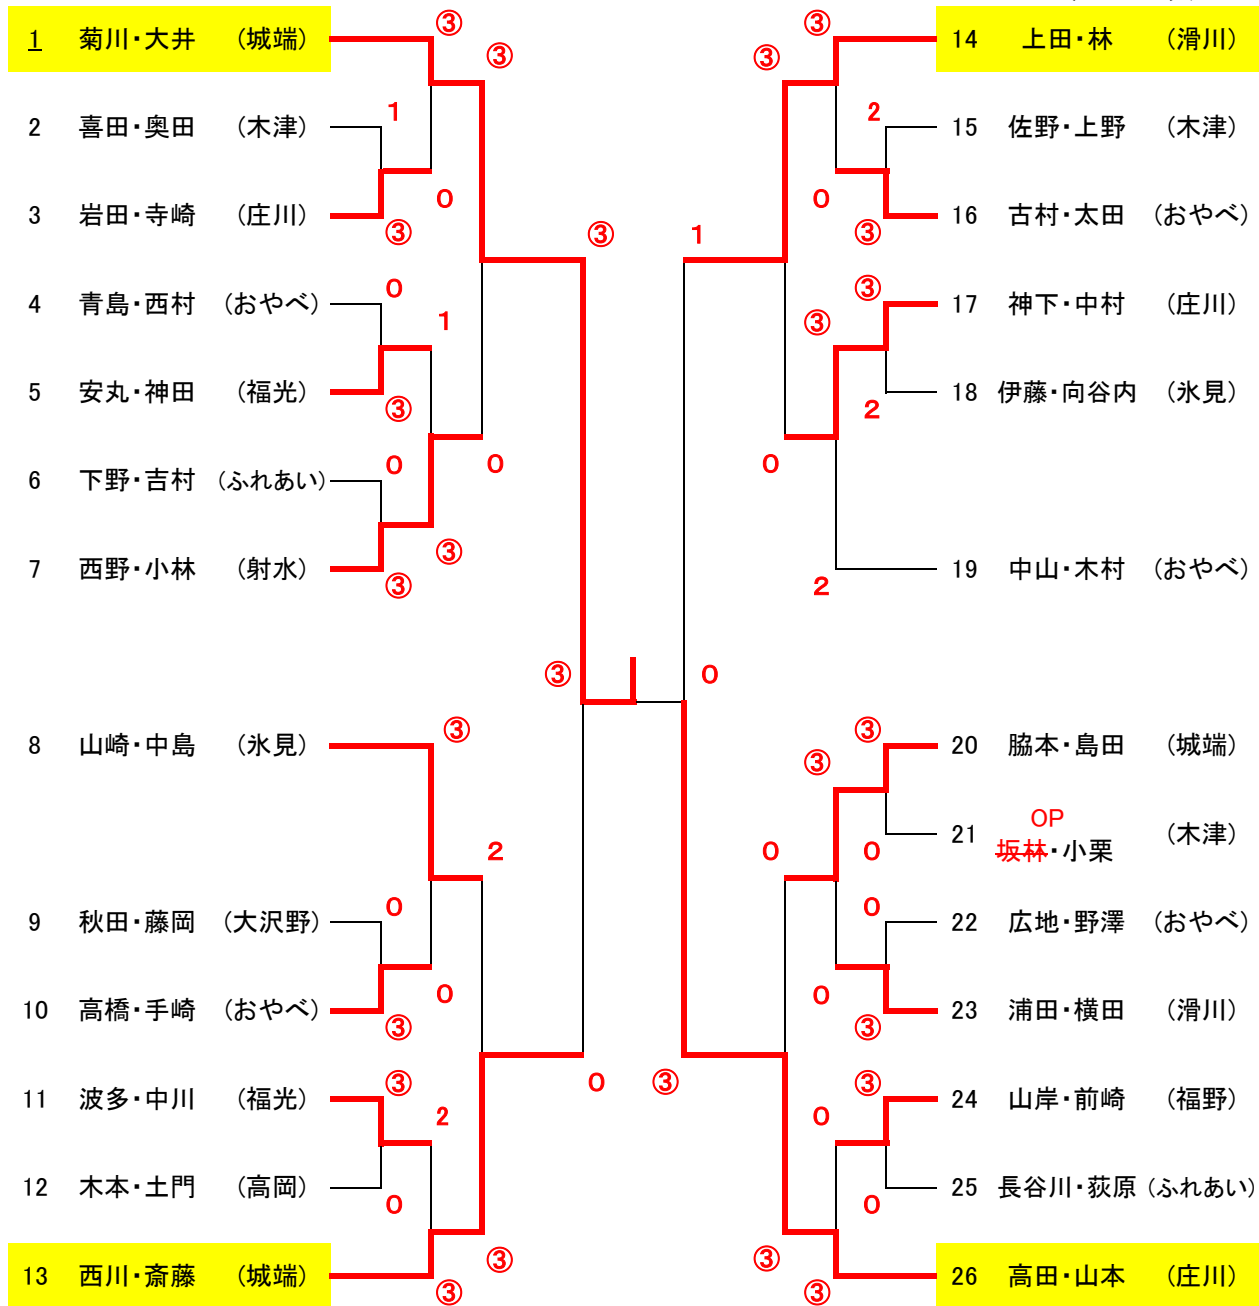 1 菊川・大井 （城端）
2 喜田・奥田 （木津）
3 岩田・寺崎 （庄川）
4 青島・西村 （おやべ）
5 安丸・神田 （福光）
6 下野・吉村 （ふれあい）
7 西野・小林 （射水）
8 山崎・中島 （氷見）
9 秋田・藤岡 （大沢野）
10 高橋・手崎 （おやべ）
11 波多・中川 （福光）
12 木本・土門 （高岡）
13 西川・斎藤 （城端）
③
③
1
0
③
0
1
③
0
0
③
③
③
③
③
2
0
0
③
③
2
0
0
③
③
③
③
1
2
0
③
③
③
2
0
2
0
③
③
0
0
0
0
③
③
③
0
0
③
③
14 上田・林 （滑川）
15 佐野・上野 （木津）
16 古村・太田 （おやべ）
17 神下・中村 （庄川）
18 伊藤・向谷内 （氷見）
19 中山・木村 （おやべ）
20 脇本・島田 （城端）
OP
21 坂林・小栗 （木津）
22 広地・野澤 （おやべ）
23 浦田・横田 （滑川）
24 山岸・前崎 （福野）
25 長谷川・荻原 （ふれあい）
26 高田・山本 （庄川）